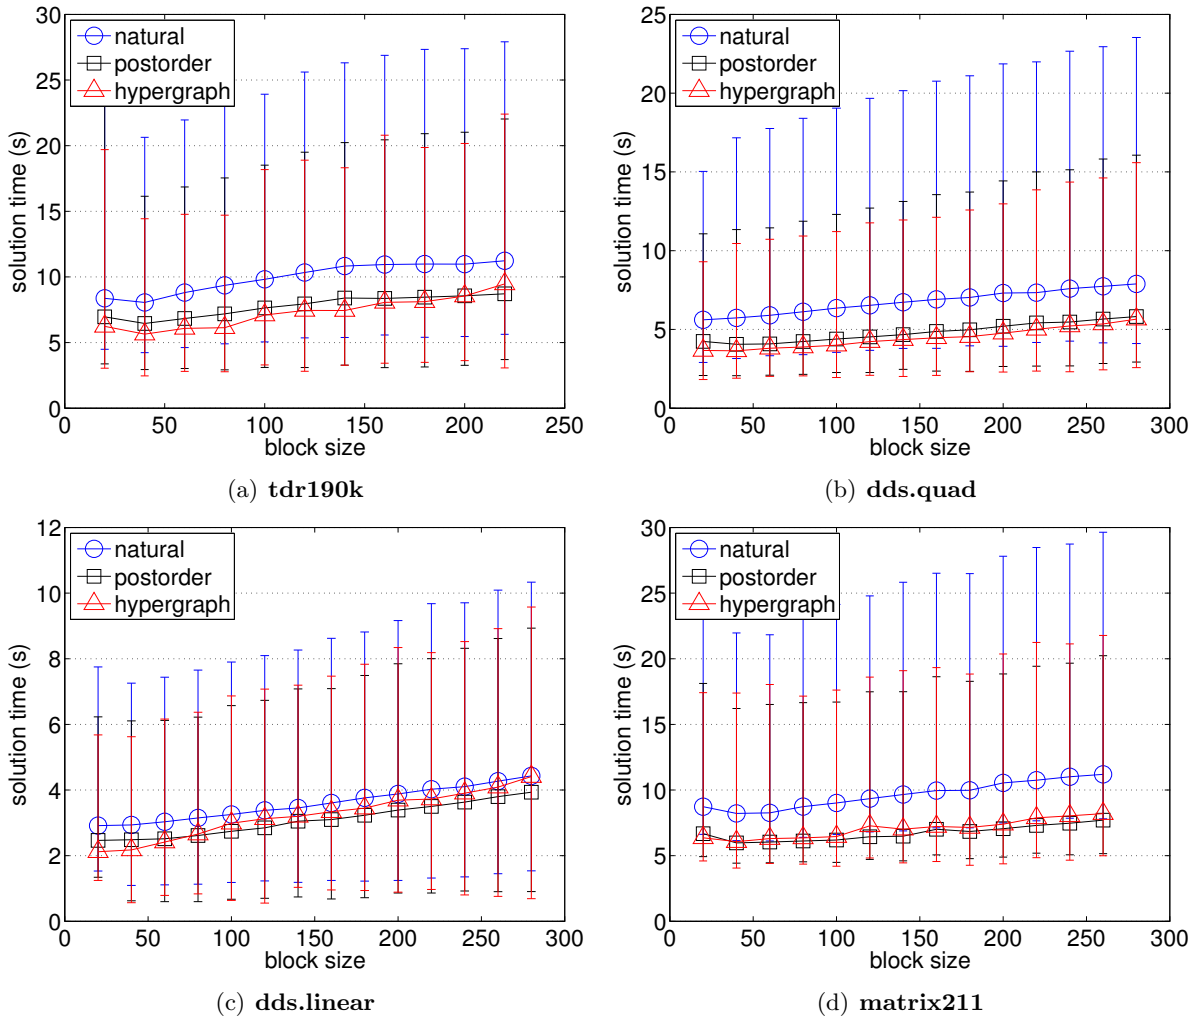 30
25
20
15
10
5
0
solution time (s)
natural
postorder
hypergraph
0 50 100 150 200 250
block size
(a) tdr190k
25
20
15
10
5
0
solution time (s)
natural
postorder
hypergraph
0 50 100 150 200 250 300
block size
(b) dds.quad
12
10
8
6
4
2
0
solution time (s)
natural
postorder
hypergraph
0 50 100 150 200 250 300
block size
(c) dds.linear
30
25
20
15
10
5
0
solution time (s)
natural
postorder
hypergraph
0 50 100 150 200 250 300
block size
(d) matrix211